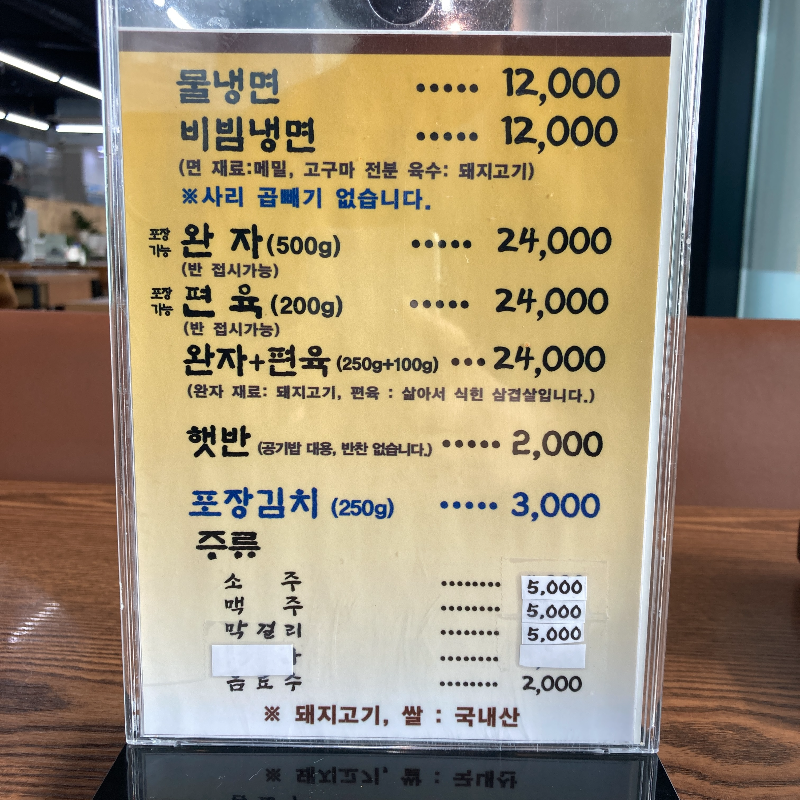 물냉면 ..... 12,000
비빔냉면 ..... 12,000
(면 재료:메밀, 고구마 전분 육수: 돼지고기)
※사리 곱빼기 없습니다.
포장가능 완 자(500g) ..... 24,000
(반 접시가능)
포장가능 편 육(200g) ..... 24,000
(반 접시가능)
완자+편육(250g+100g) ... 24,000
(완자 재료: 돼지고기, 편육 : 삶아서 식힌 삼겹살입니다.)
햇반 (공기밥 대용, 반찬 없습니다.) ..... 2,000
포장김치 (250g) ..... 3,000
주류
소 주 ......... 5,000
맥 주 ......... 5,000
막걸리 ......... 5,000
음료수 ......... 2,000
※ 돼지고기, 쌀 : 국내산